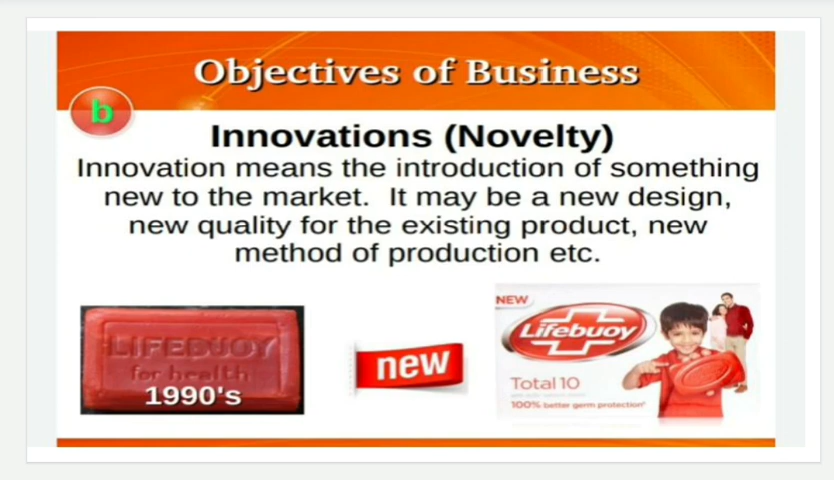 Objectives of Business
b
Innovations (Novelty)
Innovation means the introduction of something
new to the market. It may be a new design,
new quality for the existing product, new
method of production etc.
LIFEBUOY
for health
1990's
new
NEW
Lifebuoy
Total 10
100% better germ protection*